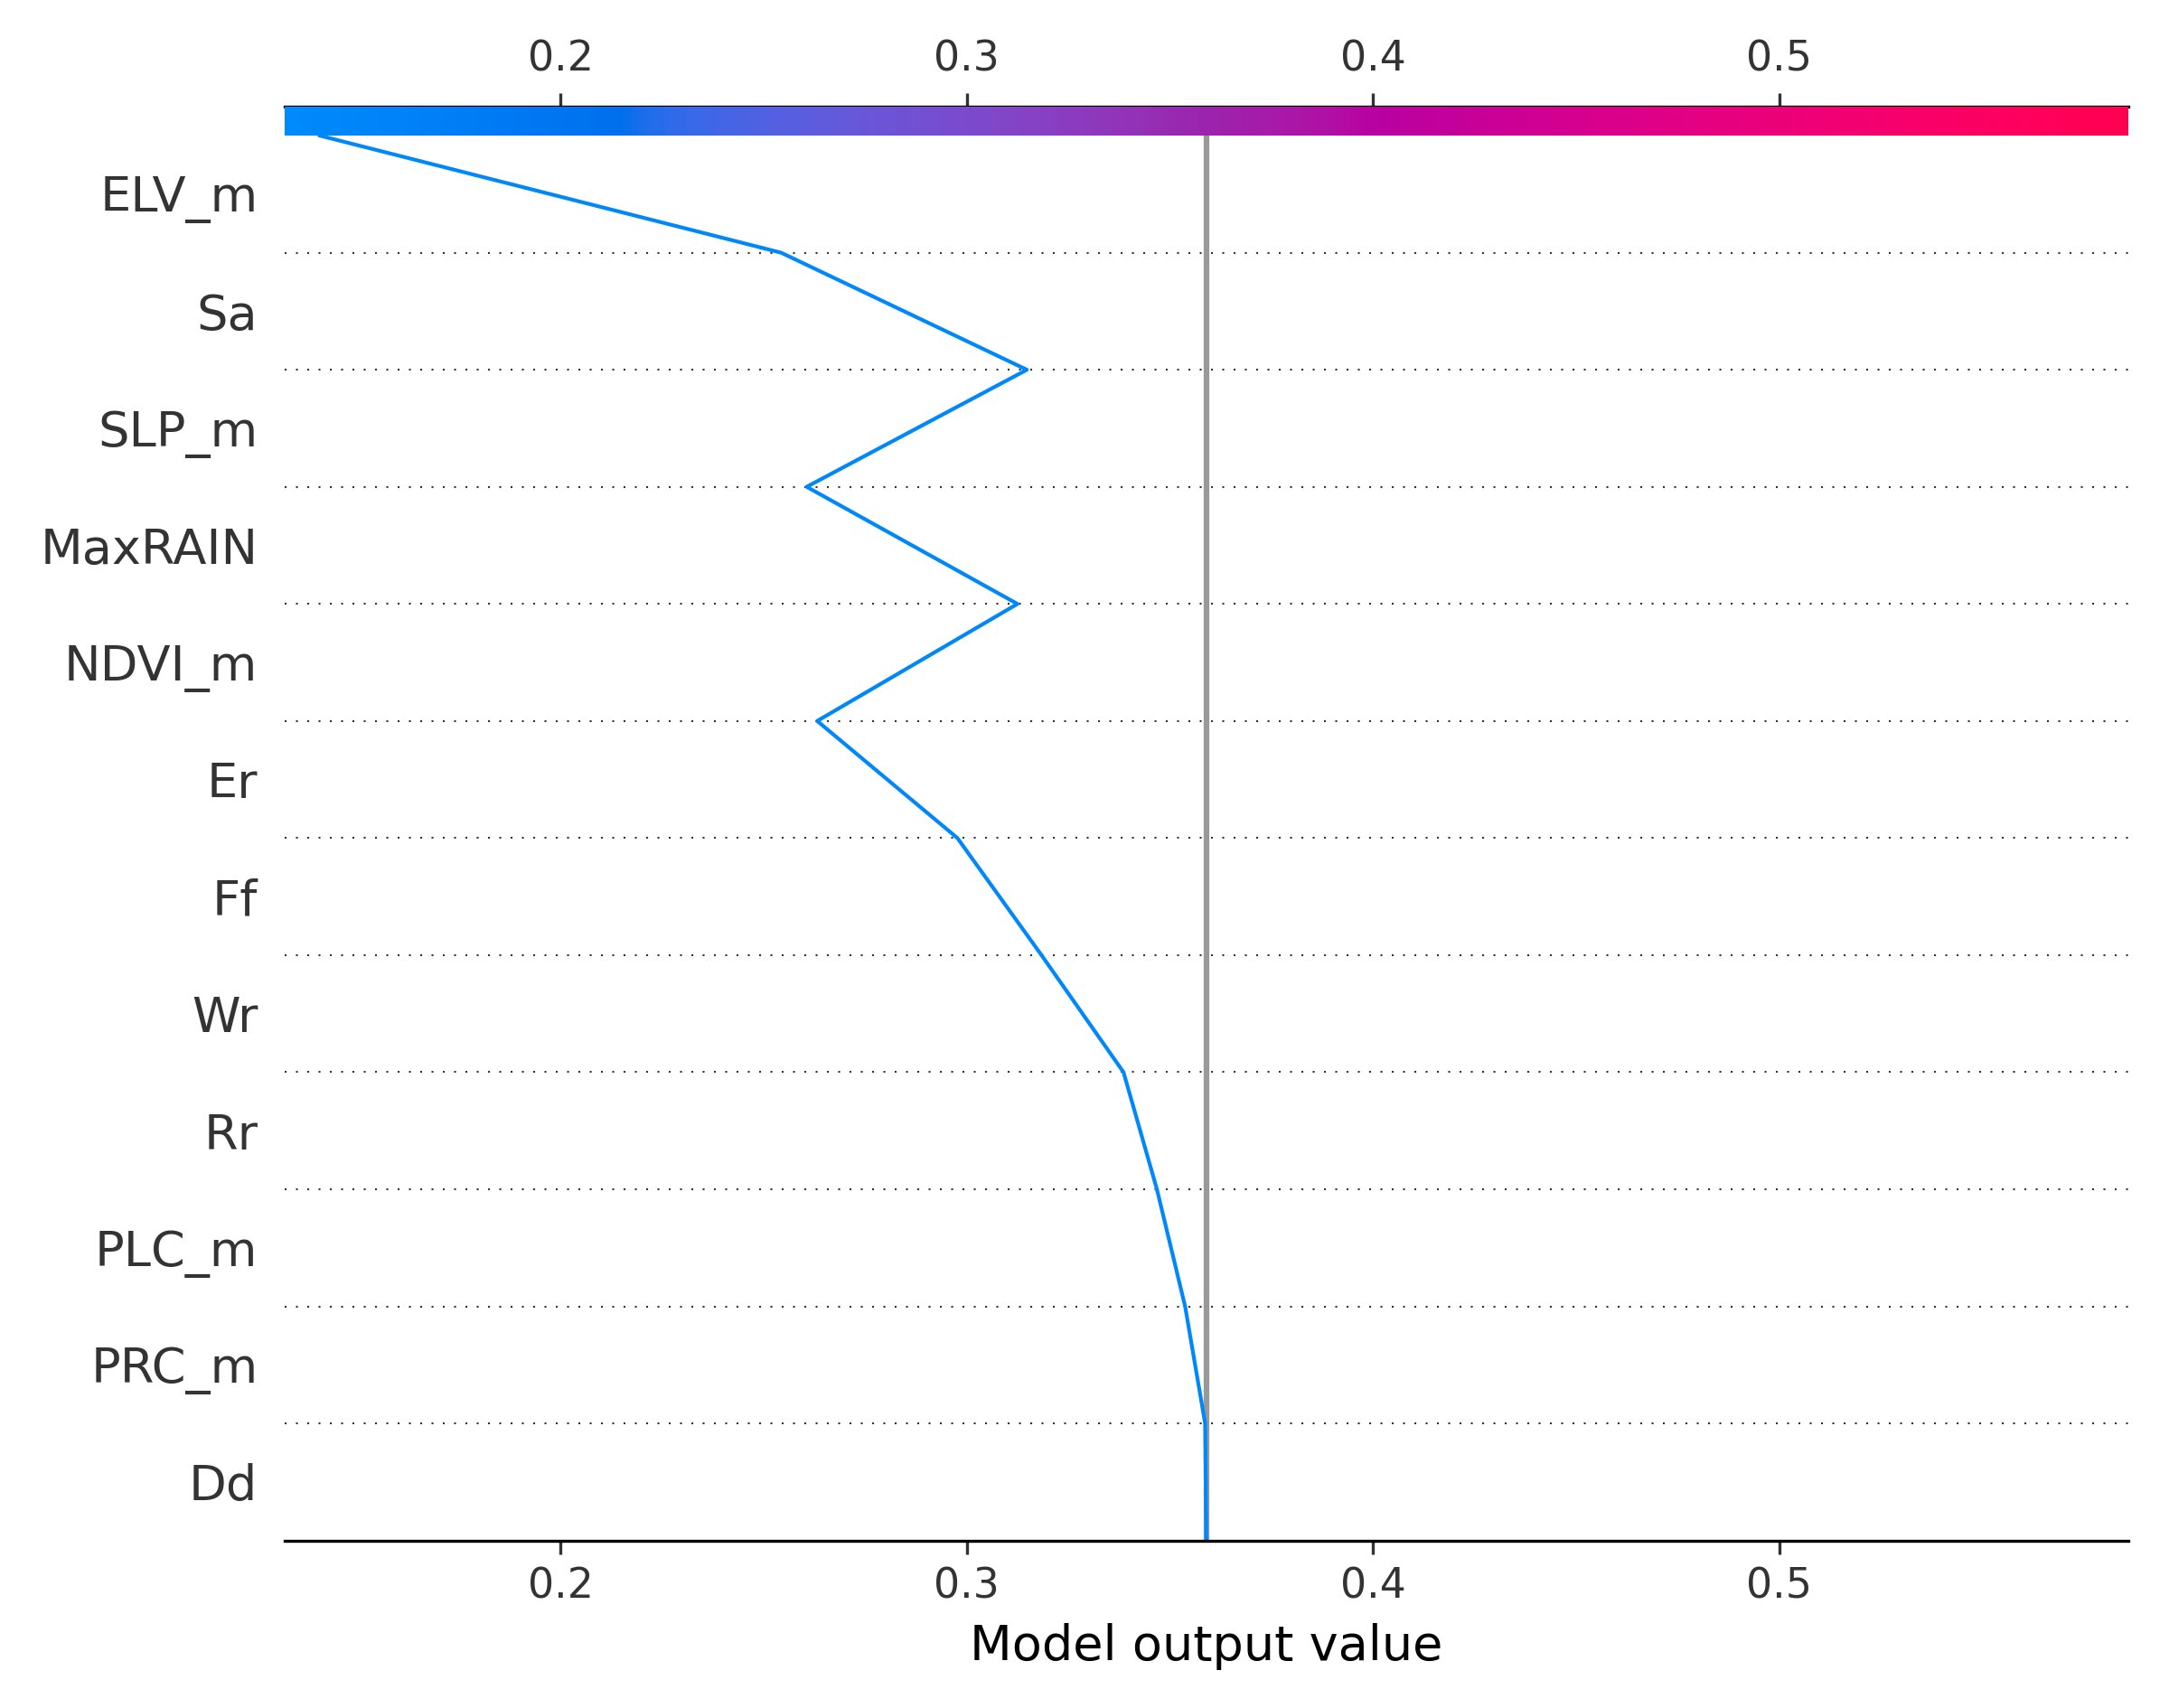 0.2 0.3 0.4 0.5
ELV_m
Sa
SLP_m
MaxRAIN
NDVI_m
Er
Ff
Wr
Rr
PLC_m
PRC_m
Dd
0.2 0.3 0.4 0.5
Model output value